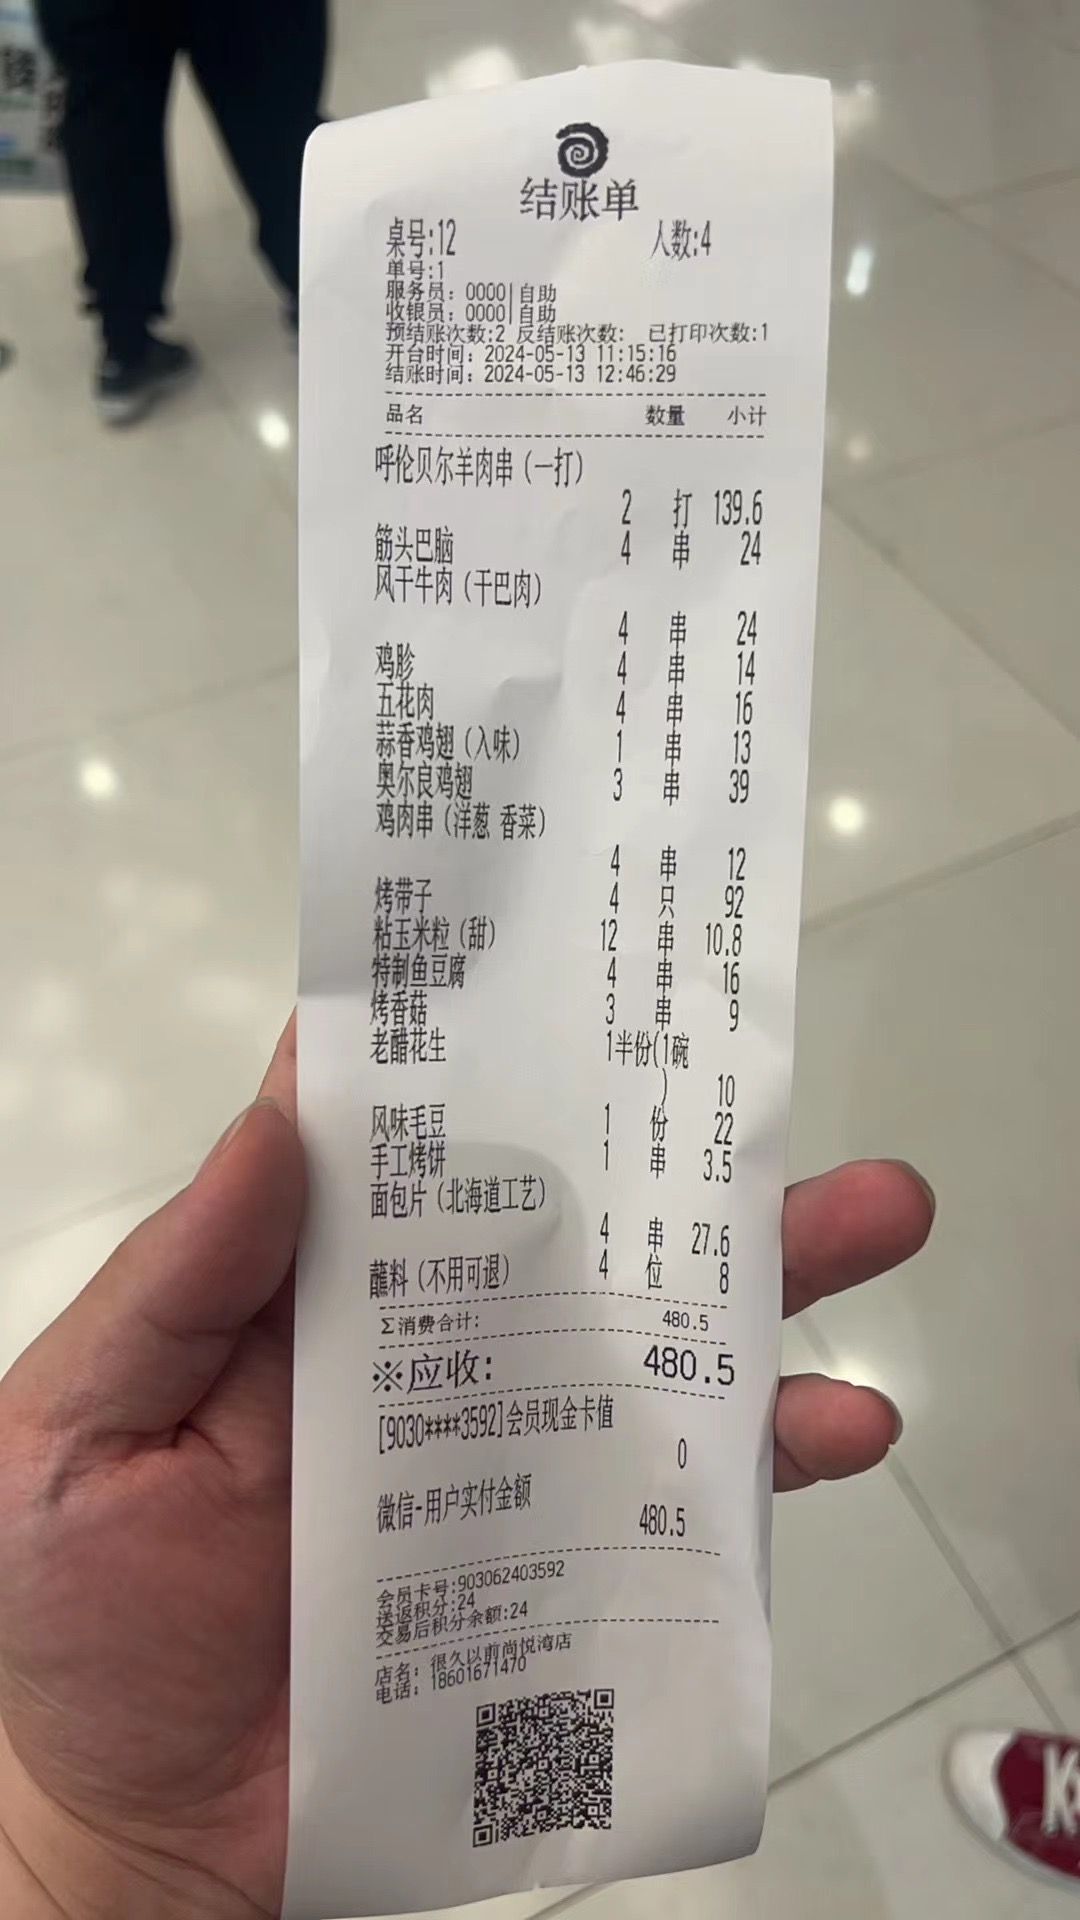 结账单
桌号:12 人数:4
单号:1
服务员: 0000|自助
收银员: 0000|自助
预结账次数:2 反结账次数: 已打印次数:1
开台时间: 2024-05-13 11:15:16
结账时间: 2024-05-13 12:46:29
品名 数量 小计
呼伦贝尔羊肉串(一打)
2 打 139.6
筋头巴脑 4 串 24
风干牛肉(干巴肉)
4 串 24
鸡胗 4 串 14
五花肉 4 串 16
蒜香鸡翅(入味) 1 串 13
奥尔良鸡翅 3 串 39
鸡肉串(洋葱 香菜)
4 串 12
烤带子 4 只 92
粘玉米粒(甜) 12 串 10.8
特制鱼豆腐 4 串 16
烤香菇 3 串 9
老醋花生 1半份(1碗
) 10
风味毛豆 1 份 22
手工烤饼 1 串 3.5
面包片(北海道工艺)
4 串 27.6
蘸料(不用可退) 4 位 8
Σ消费合计: 480.5
※应收: 480.5
[9030****3592]会员现金卡值
0
微信-用户实付金额
480.5
会员卡号:903062403592
送返积分:24
交易后积分余额:24
店名: 很久以前尚悦湾店
电话: 18601671470